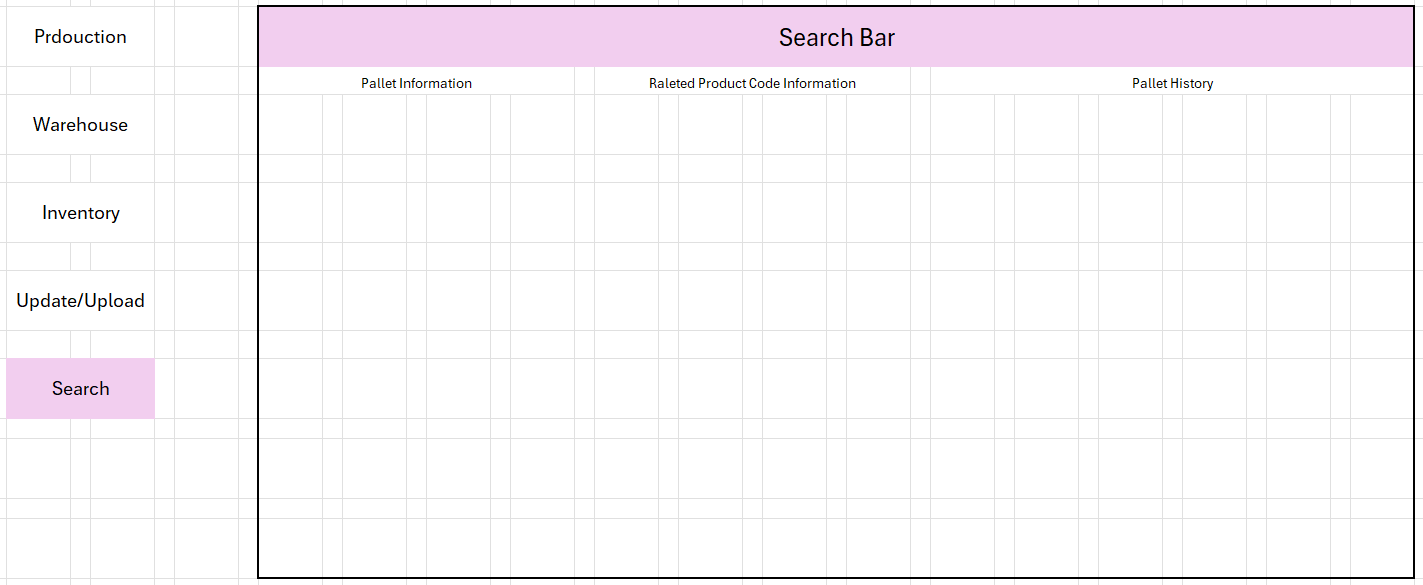 Prdouction
Search Bar
Pallet Information
Raleted Product Code Information
Pallet History
Warehouse
Inventory
Update/Upload
Search